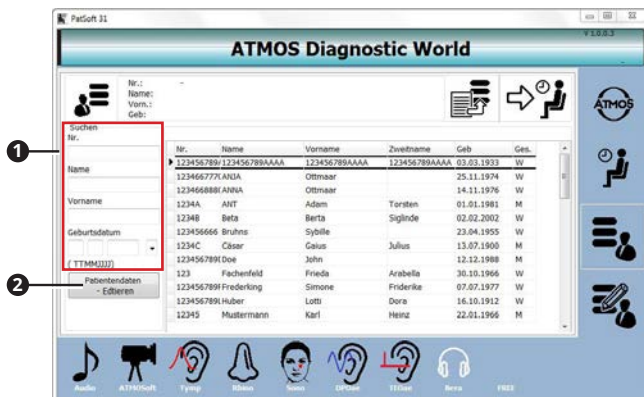 PatSoft 31
V 1.0.0.3
ATMOS Diagnostic World
Nr.: -
Name:
Vorn.:
Geb:
ATMOS
1
Suchen
Nr.
Name
Vorname
Geburtsdatum
( TTMMJJJJ)
2
Patientendaten
- Edtieren
Nr. Name Vorname Zweitname Geb Ges.
123456789/ 123456789AAAA 123456789AAAA 123456789AAAA 03.03.1933 W
123466777( ANJA Ottmaar 25.11.1974 W
123466888( ANNA Ottmaar 14.11.1976 W
1234A ANT Adam Torsten 01.01.1981 M
1234B Beta Berta Siglinde 02.02.2002 W
123456666 Bruhns Sybille 23.04.1955 W
1234C Cäsar Gaius Julius 13.07.1900 M
123456789( Doe John 12.12.1988 M
123 Fachenfeld Frieda Arabella 30.10.1966 W
123456789F Frederking Simone Friderike 07.07.1977 W
123456789L Huber Lotti Dora 16.10.1912 W
12345 Mustermann Karl Heinz 22.01.1966 M
Audio ATMOSoft Tymp Rhino Sono DPOae TEOae Bera FREE